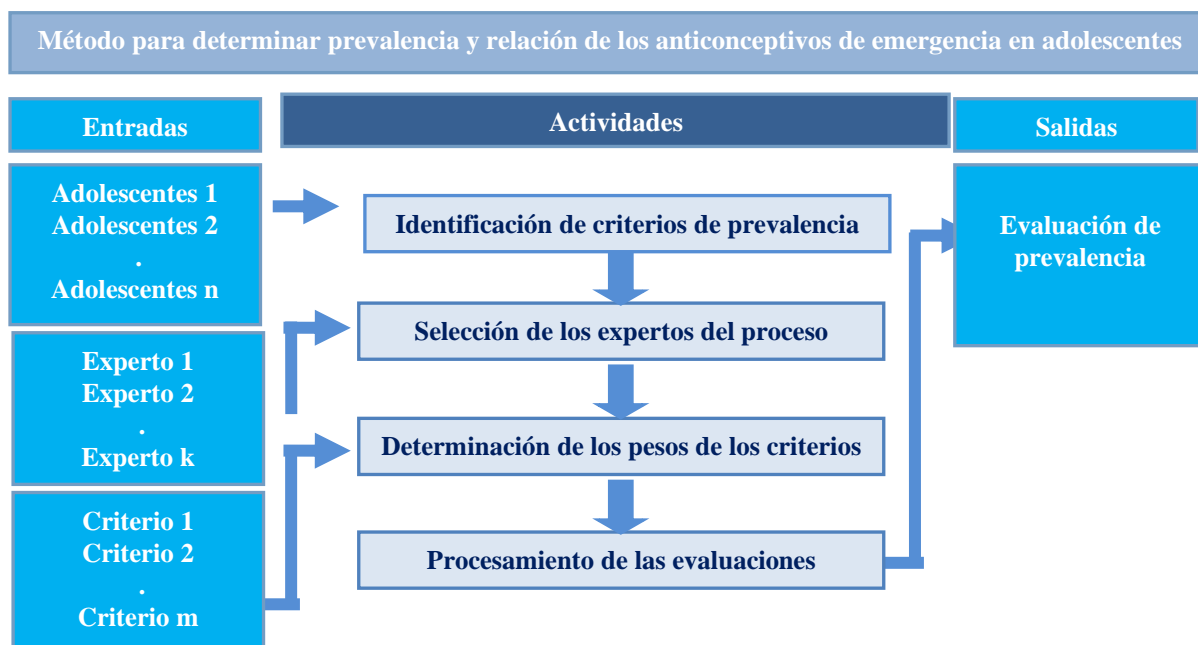 Método para determinar prevalencia y relación de los anticonceptivos de emergencia en adolescentes
Entradas
Actividades
Salidas
Adolescentes 1
Adolescentes 2
.
Adolescentes n
Experto 1
Experto 2
.
Experto k
Criterio 1
Criterio 2
.
Criterio m
Identificación de criterios de prevalencia
Selección de los expertos del proceso
Determinación de los pesos de los criterios
Procesamiento de las evaluaciones
Evaluación de
prevalencia